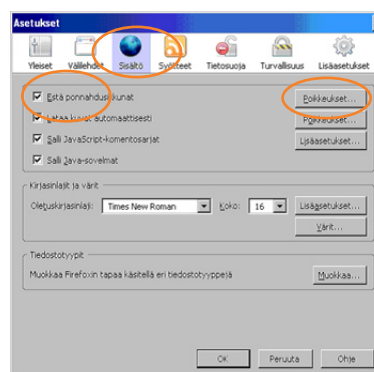 Asetukset
Yleiset Välilehdet Sisältö Syötteet Tietosuoja Turvallisuus Lisäasetukset
Estä ponnahdusikkunat Poikkeukset...
Lataa kuvat automaattisesti Poikkeukset...
Salli JavaScript-komentosarjat Lisäasetukset...
Salli Java-sovelmat
Kirjasinlajit ja värit
Oletuskirjasinlaji: Times New Roman Koko: 16 Lisäasetukset...
Värit...
Tiedostotyypit
Muokkaa Firefoxin tapaa käsitellä eri tiedostotyyppejä Muokkaa...
OK Peruuta Ohje